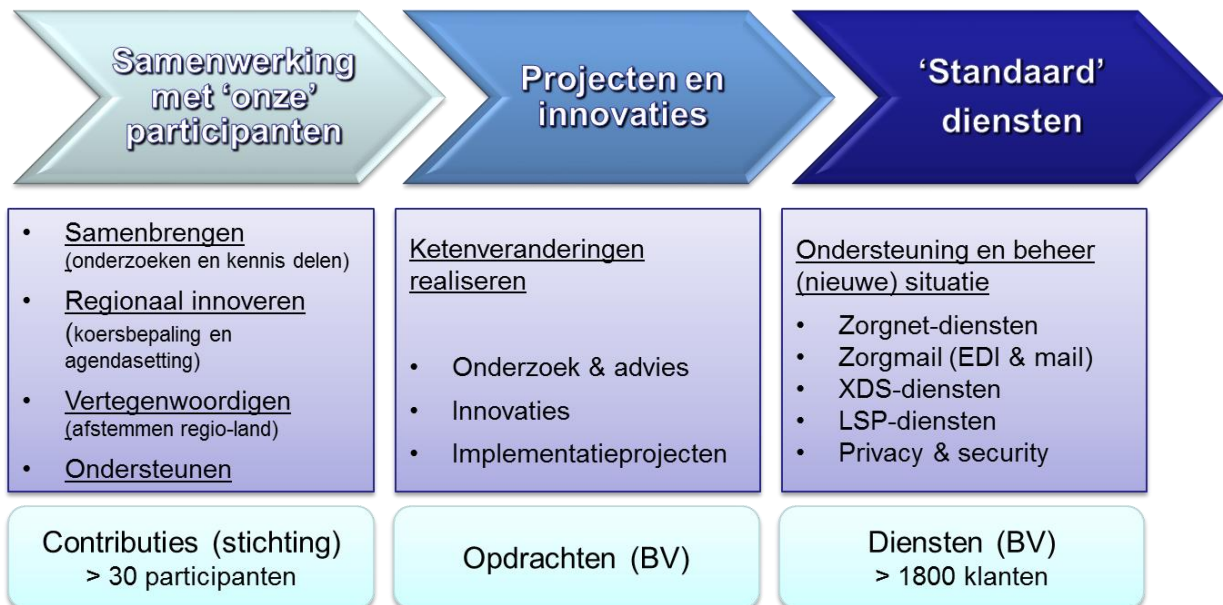 Samenwerking
met ‘onze’
participanten
Projecten en
innovaties
‘Standaard’
diensten
• Samenbrengen
(onderzoeken en kennis delen)
• Regionaal innoveren
(koersbepaling en
agendasetting)
• Vertegenwoordigen
(afstemmen regio-land)
• Ondersteunen
Ketenveranderingen
realiseren
• Onderzoek & advies
• Innovaties
• Implementatieprojecten
Ondersteuning en beheer
(nieuwe) situatie
• Zorgnet-diensten
• Zorgmail (EDI & mail)
• XDS-diensten
• LSP-diensten
• Privacy & security
Contributies (stichting)
> 30 participanten
Opdrachten (BV)
Diensten (BV)
> 1800 klanten